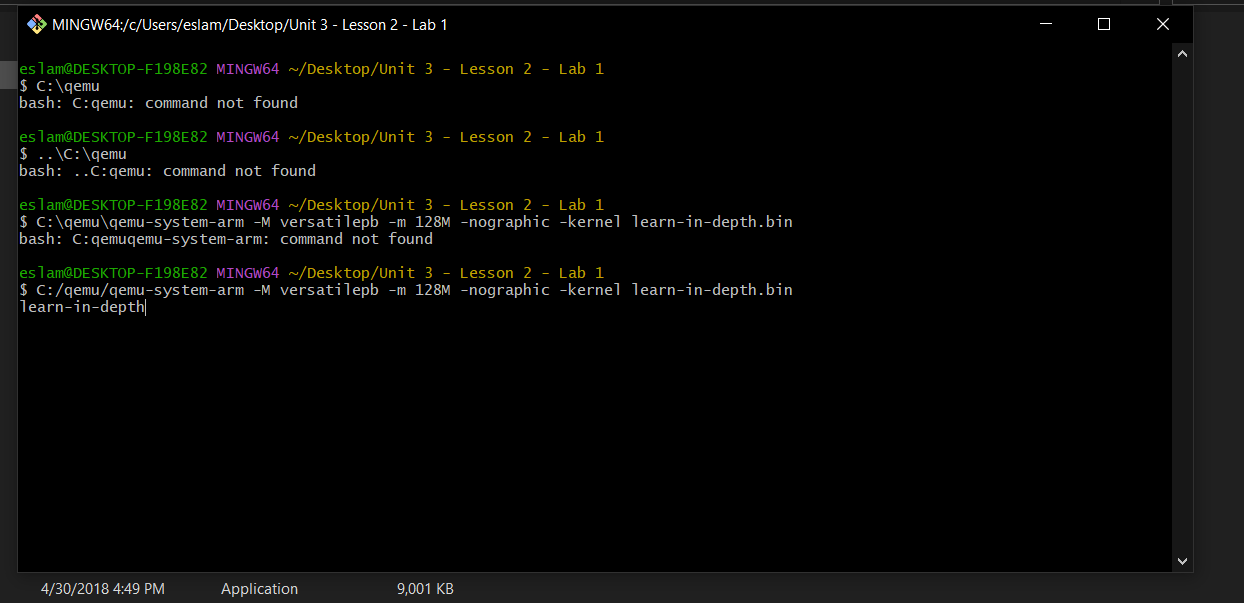 MINGW64:/c/Users/eslam/Desktop/Unit 3 - Lesson 2 - Lab 1
eslam@DESKTOP-F198E82 MINGW64 ~/Desktop/Unit 3 - Lesson 2 - Lab 1
$ C:\qemu
bash: C:qemu: command not found
eslam@DESKTOP-F198E82 MINGW64 ~/Desktop/Unit 3 - Lesson 2 - Lab 1
$ ..\C:\qemu
bash: ..C:qemu: command not found
eslam@DESKTOP-F198E82 MINGW64 ~/Desktop/Unit 3 - Lesson 2 - Lab 1
$ C:\qemu\qemu-system-arm -M versatilepb -m 128M -nographic -kernel learn-in-depth.bin
bash: C:qemuqemu-system-arm: command not found
eslam@DESKTOP-F198E82 MINGW64 ~/Desktop/Unit 3 - Lesson 2 - Lab 1
$ C:/qemu/qemu-system-arm -M versatilepb -m 128M -nographic -kernel learn-in-depth.bin
learn-in-depth
4/30/2018 4:49 PM Application 9,001 KB